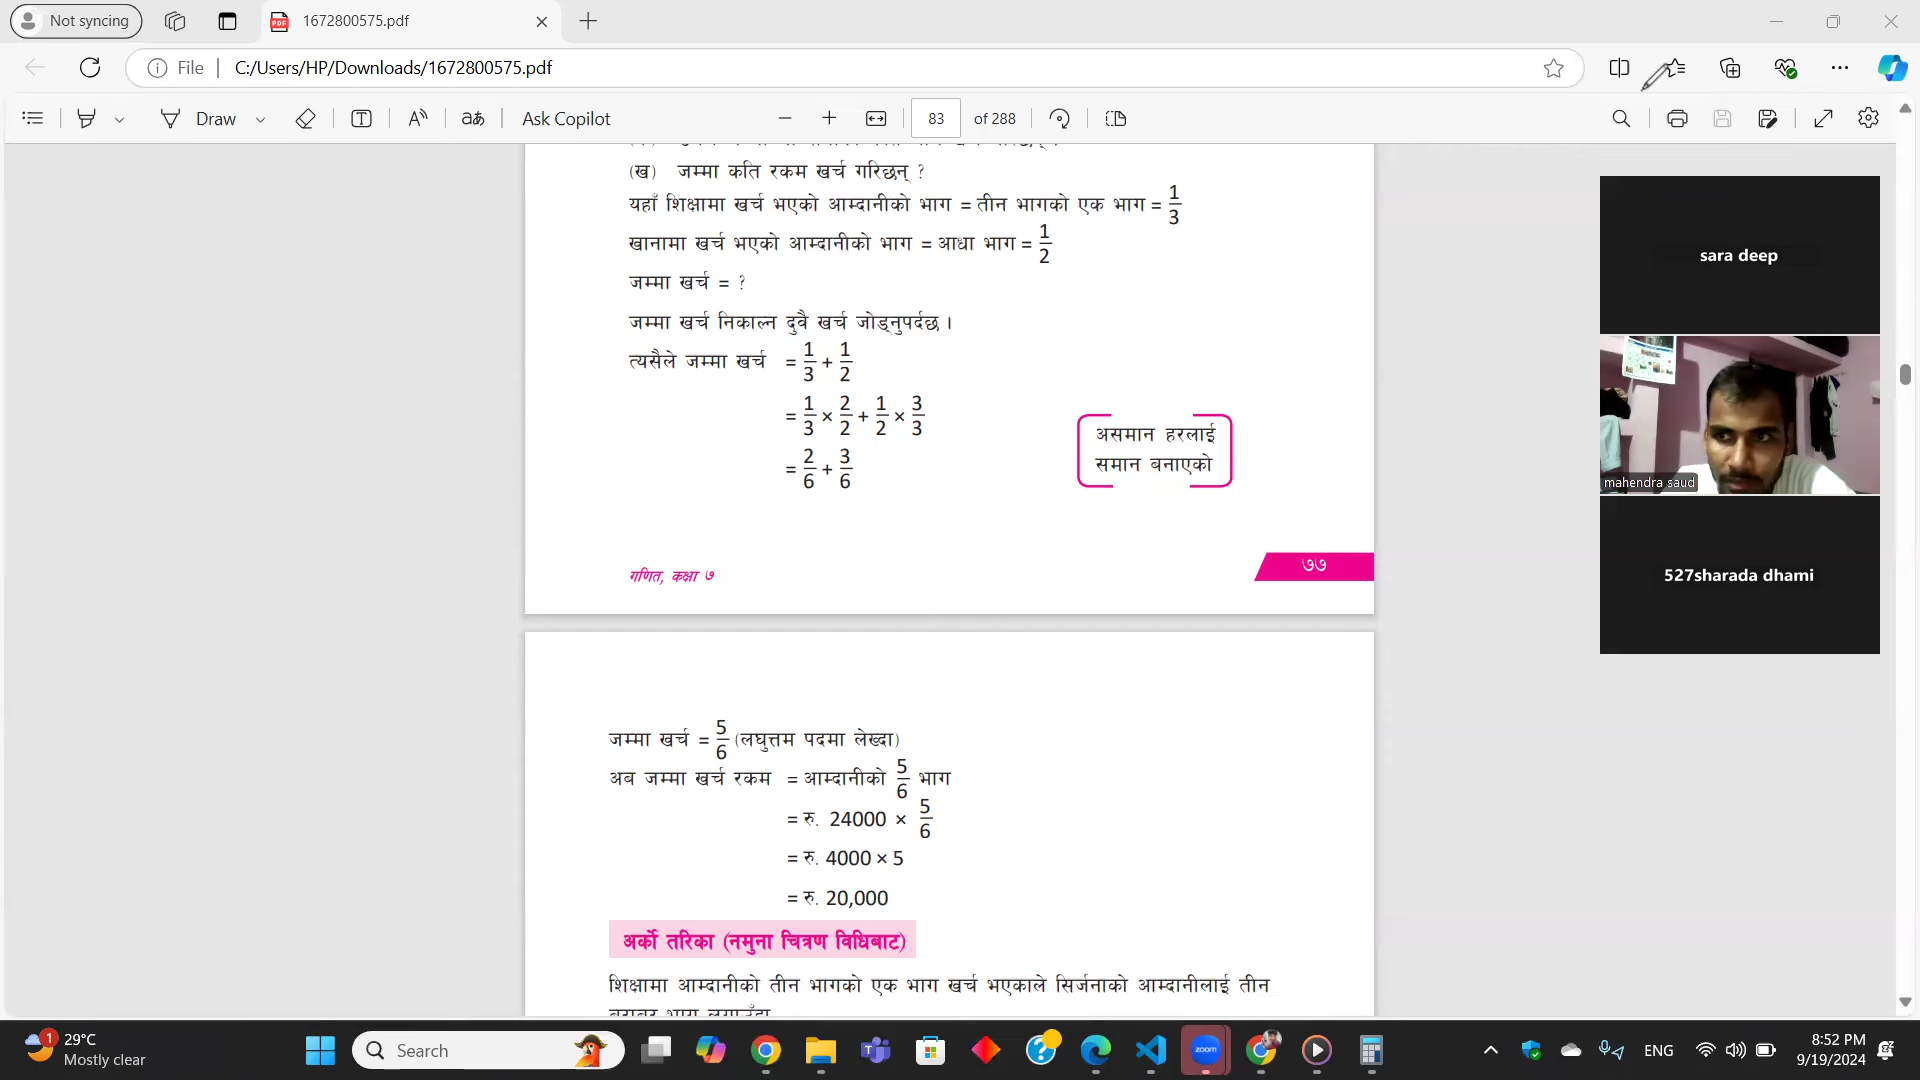 Not syncing
1672800575.pdf
File
C:/Users/HP/Downloads/1672800575.pdf
Draw
Ask Copilot
83 of 288
(ख) जम्मा कति रकम खर्च गरिछन् ?
यहाँ शिक्षामा खर्च भएको आम्दानीको भाग = तीन भागको एक भाग = 1/3
खानामा खर्च भएको आम्दानीको भाग = आधा भाग = 1/2
जम्मा खर्च = ?
जम्मा खर्च निकाल्न दुवै खर्च जोड्नुपर्दछ ।
त्यसैले जम्मा खर्च = 1/3 + 1/2
= 1/3 × 2/2 + 1/2 × 3/3
= 2/6 + 3/6
असमान हरलाई
समान बनाएको
गणित, कक्षा ७
७७
जम्मा खर्च = 5/6 (लघुत्तम पदमा लेख्दा)
अब जम्मा खर्च रकम = आम्दानीको 5/6 भाग
= रु. 24000 × 5/6
= रु. 4000 × 5
= रु. 20,000
अर्को तरिका (नमुना चित्रण विधिबाट)
शिक्षामा आम्दानीको तीन भागको एक भाग खर्च भएकाले सिर्जनाको आम्दानीलाई तीन
sara deep
mahendra saud
527sharada dhami
1
29°C
Mostly clear
Search
zoom
ENG
8:52 PM
9/19/2024